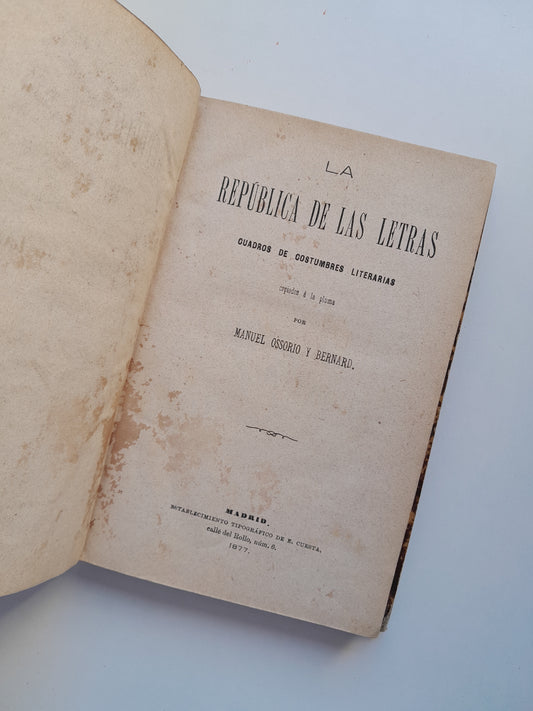 LA
REPÚBLICA DE LAS LETRAS
CUADROS DE COSTUMBRES LITERARIAS
copiados á la pluma
POR
MANUEL OSSORIO Y BERNARD.
MADRID.
ESTABLECIMIENTO TIPOGRÁFICO DE E. CUESTA,
calle del Rollo, núm. 6.
1877.